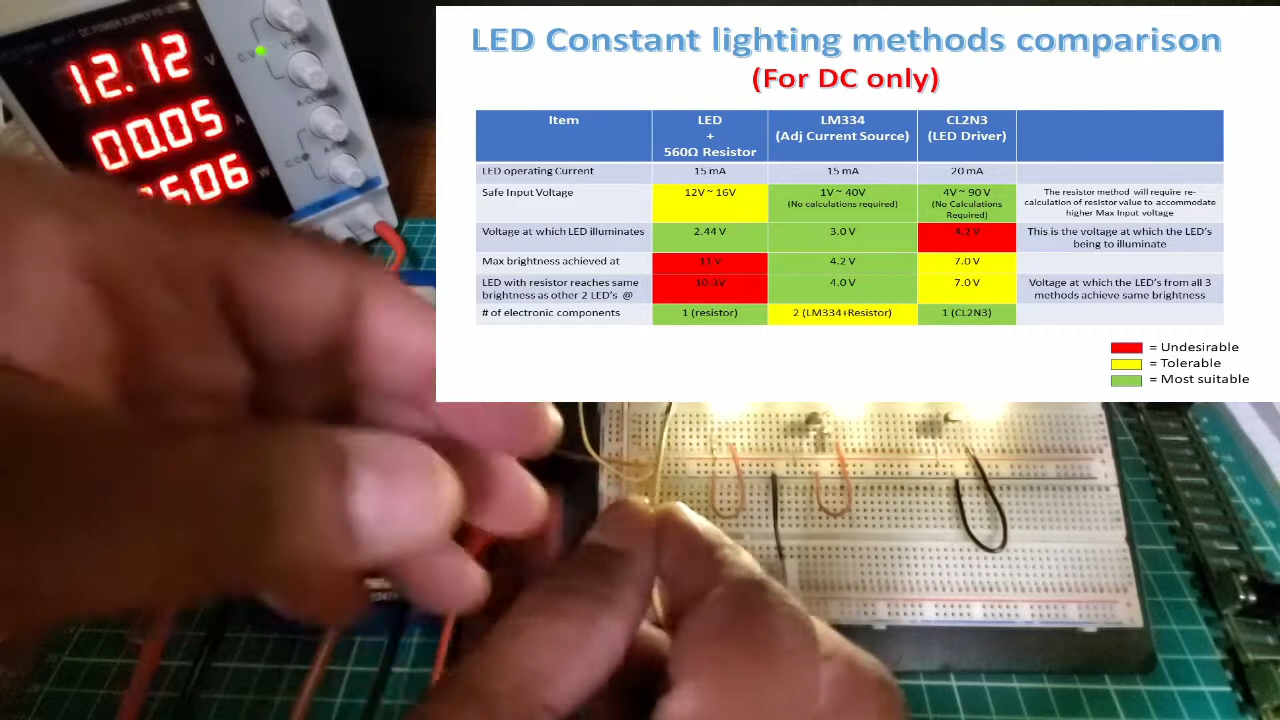 DC POWER SUPPLY
C.V
V-FINE
12.12 V
A-COARSE
00.05 A
C.C
506 W
LED Constant lighting methods comparison
(For DC only)
Item
LED
+
560Ω Resistor
LM334
(Adj Current Source)
CL2N3
(LED Driver)
LED operating Current
15 mA
15 mA
20 mA
Safe Input Voltage
12V ~ 16V
1V ~ 40V
(No calculations required)
4V ~ 90 V
(No Calculations
Required)
The resistor method will require re-
calculation of resistor value to accommodate
higher Max Input voltage
Voltage at which LED illuminates
2.44 V
3.0 V
4.2 V
This is the voltage at which the LED's
being to illuminate
Max brightness achieved at
11 V
4.2 V
7.0 V
LED with resistor reaches same
brightness as other 2 LED's @
10.3V
4.0 V
7.0 V
Voltage at which the LED's from all 3
methods achieve same brightness
# of electronic components
1 (resistor)
2 (LM334+Resistor)
1 (CL2N3)
= Undesirable
= Tolerable
= Most suitable